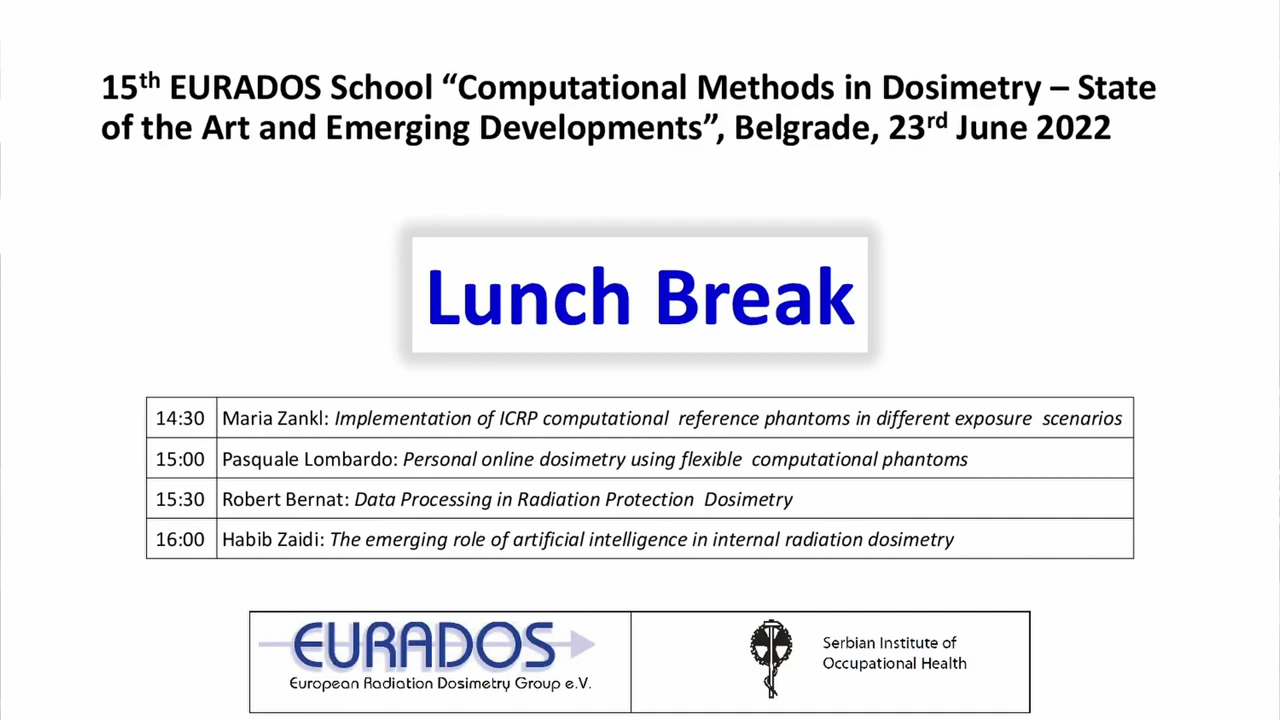 15th EURADOS School “Computational Methods in Dosimetry – State
of the Art and Emerging Developments”, Belgrade, 23rd June 2022
Lunch Break
14:30 Maria Zankl: Implementation of ICRP computational reference phantoms in different exposure scenarios
15:00 Pasquale Lombardo: Personal online dosimetry using flexible computational phantoms
15:30 Robert Bernat: Data Processing in Radiation Protection Dosimetry
16:00 Habib Zaidi: The emerging role of artificial intelligence in internal radiation dosimetry
EURADOS
European Radiation Dosimetry Group e.V.
Serbian Institute of
Occupational Health